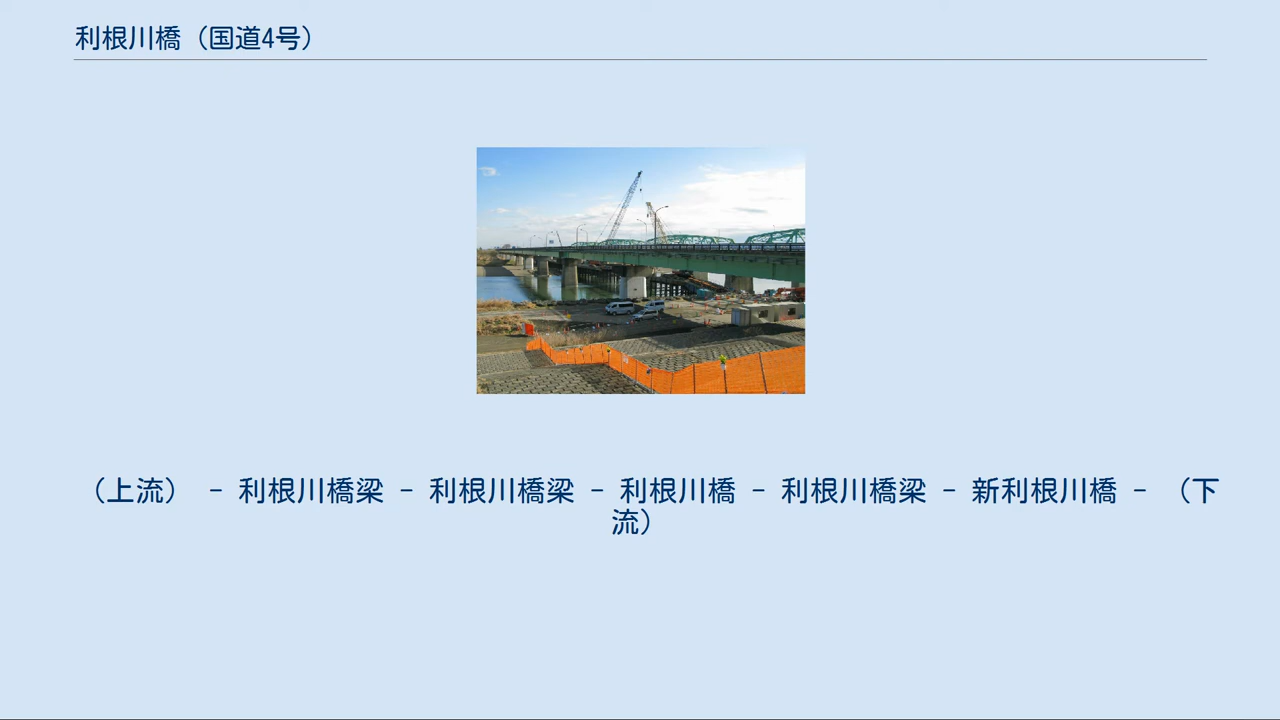 利根川橋（国道4号）
（上流） - 利根川橋梁 - 利根川橋梁 - 利根川橋 - 利根川橋梁 - 新利根川橋 - （下
流）